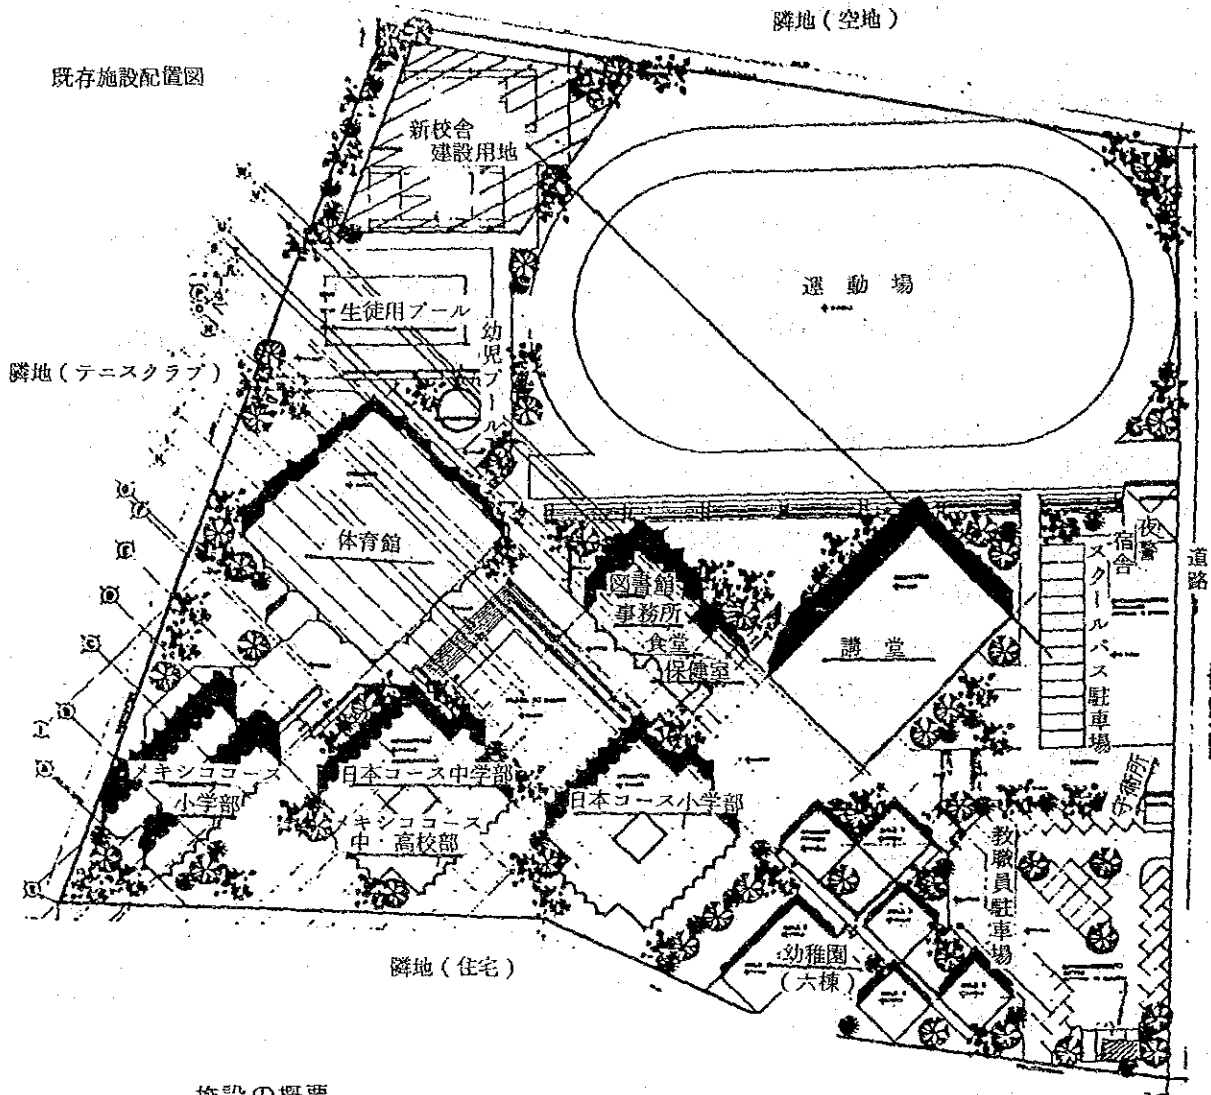 隣地(空地)
既存施設配置図
新校舎
建設用地
運動場
生徒用プール
幼児プール
隣地(テニスクラブ)
体育館
夜警
宿舎
道路
図書館
事務所
食堂
保健室
講堂
スクールバス駐車場
メキシココース
小学部
日本コース中学部
メキシココース
中・高校部
日本コース小学部
守衛所
教職員駐車場
幼稚園
(六棟)
隣地(住宅)
施設の概要